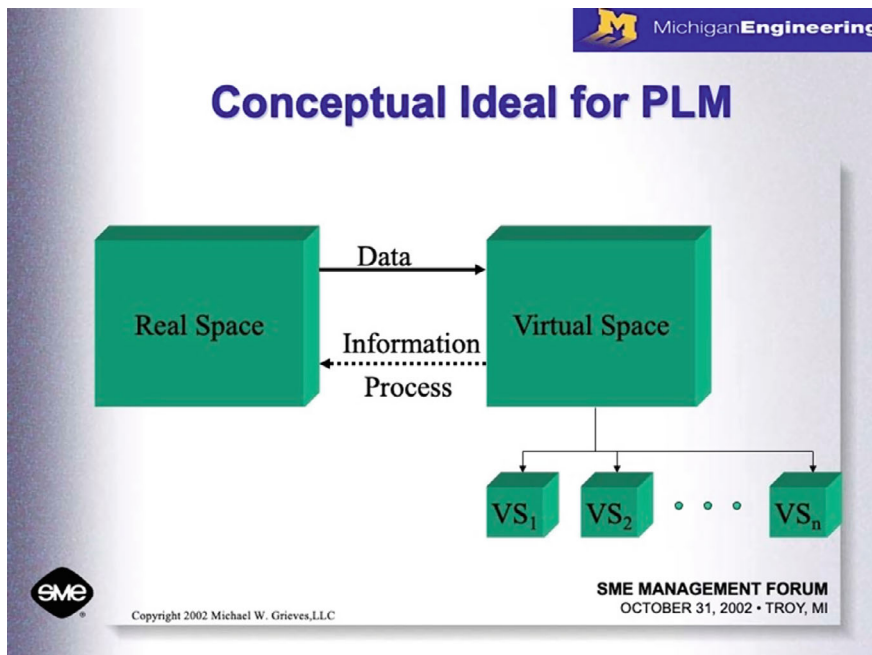 M MichiganEngineering
Conceptual Ideal for PLM
Data
Real Space
Virtual Space
Information
Process
VS₁
VS₂
VSₙ
SME
®
Copyright 2002 Michael W. Grieves,LLC
SME MANAGEMENT FORUM
OCTOBER 31, 2002 • TROY, MI